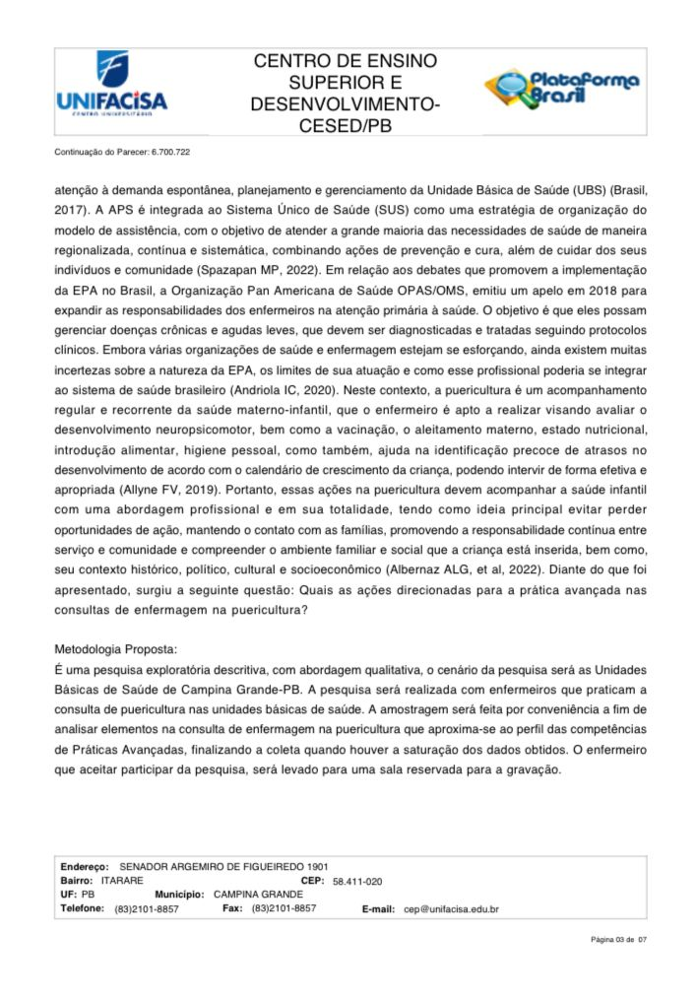 UNIFACISA
CENTRO UNIVERSITÁRIO
CENTRO DE ENSINO
SUPERIOR E
DESENVOLVIMENTO-
CESED/PB
Plataforma
Brasil
Continuação do Parecer: 6.700.722
atenção à demanda espontânea, planejamento e gerenciamento da Unidade Básica de Saúde (UBS) (Brasil,
2017). A APS é integrada ao Sistema Único de Saúde (SUS) como uma estratégia de organização do
modelo de assistência, com o objetivo de atender a grande maioria das necessidades de saúde de maneira
regionalizada, contínua e sistemática, combinando ações de prevenção e cura, além de cuidar dos seus
indivíduos e comunidade (Spazapan MP, 2022). Em relação aos debates que promovem a implementação
da EPA no Brasil, a Organização Pan Americana de Saúde OPAS/OMS, emitiu um apelo em 2018 para
expandir as responsabilidades dos enfermeiros na atenção primária à saúde. O objetivo é que eles possam
gerenciar doenças crônicas e agudas leves, que devem ser diagnosticadas e tratadas seguindo protocolos
clínicos. Embora várias organizações de saúde e enfermagem estejam se esforçando, ainda existem muitas
incertezas sobre a natureza da EPA, os limites de sua atuação e como esse profissional poderia se integrar
ao sistema de saúde brasileiro (Andriola IC, 2020). Neste contexto, a puericultura é um acompanhamento
regular e recorrente da saúde materno-infantil, que o enfermeiro é apto a realizar visando avaliar o
desenvolvimento neuropsicomotor, bem como a vacinação, o aleitamento materno, estado nutricional,
introdução alimentar, higiene pessoal, como também, ajuda na identificação precoce de atrasos no
desenvolvimento de acordo com o calendário de crescimento da criança, podendo intervir de forma efetiva e
apropriada (Allyne FV, 2019). Portanto, essas ações na puericultura devem acompanhar a saúde infantil
com uma abordagem profissional e em sua totalidade, tendo como ideia principal evitar perder
oportunidades de ação, mantendo o contato com as famílias, promovendo a responsabilidade contínua entre
serviço e comunidade e compreender o ambiente familiar e social que a criança está inserida, bem como,
seu contexto histórico, político, cultural e socioeconômico (Albernaz ALG, et al, 2022). Diante do que foi
apresentado, surgiu a seguinte questão: Quais as ações direcionadas para a prática avançada nas
consultas de enfermagem na puericultura?
Metodologia Proposta:
É uma pesquisa exploratória descritiva, com abordagem qualitativa, o cenário da pesquisa será as Unidades
Básicas de Saúde de Campina Grande-PB. A pesquisa será realizada com enfermeiros que praticam a
consulta de puericultura nas unidades básicas de saúde. A amostragem será feita por conveniência a fim de
analisar elementos na consulta de enfermagem na puericultura que aproxima-se ao perfil das competências
de Práticas Avançadas, finalizando a coleta quando houver a saturação dos dados obtidos. O enfermeiro
que aceitar participar da pesquisa, será levado para uma sala reservada para a gravação.
Endereço: SENADOR ARGEMIRO DE FIGUEIREDO 1901
Bairro: ITARARE CEP: 58.411-020
UF: PB Município: CAMPINA GRANDE
Telefone: (83)2101-8857 Fax: (83)2101-8857 E-mail: cep@unifacisa.edu.br
Página 03 de 07